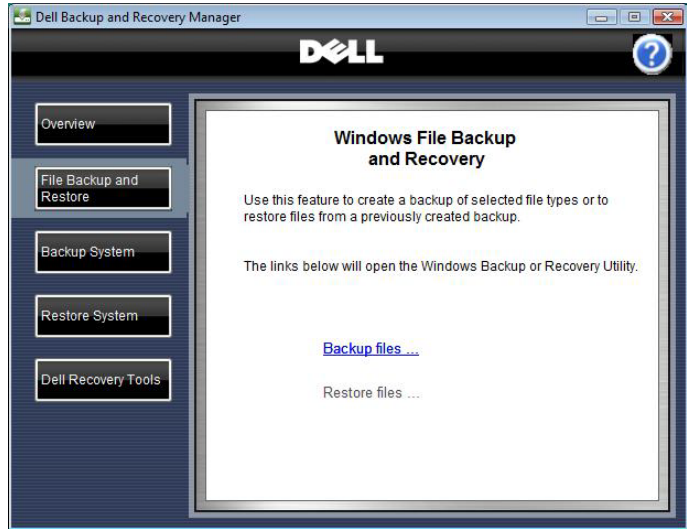 Dell Backup and Recovery Manager
DELL
?
Overview
File Backup and
Restore
Backup System
Restore System
Dell Recovery Tools
Windows File Backup
and Recovery
Use this feature to create a backup of selected file types or to
restore files from a previously created backup.
The links below will open the Windows Backup or Recovery Utility.
Backup files ...
Restore files ...